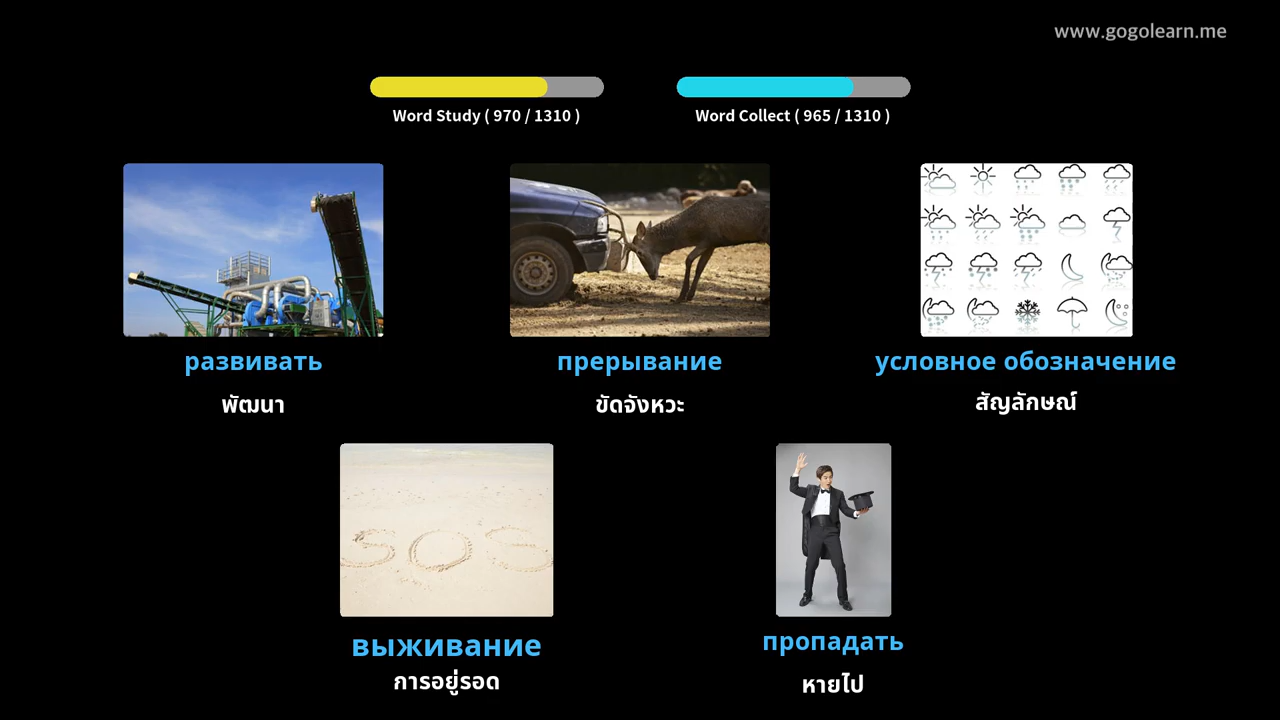 www.gogolearn.me
Word Study ( 970 / 1310 )
Word Collect ( 965 / 1310 )
развивать
พัฒนา
прерывание
ขัดจังหวะ
условное обозначение
สัญลักษณ์
SOS
выживание
การอยู่รอด
пропадать
หายไป